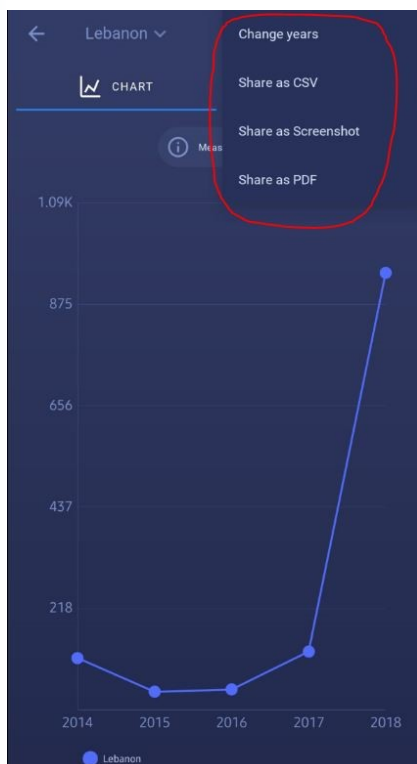 Lebanon
Change years
CHART
Share as CSV
Share as Screenshot
Meas
Share as PDF
1.09K
875
656
437
218
2014 2015 2016 2017 2018
Lebanon